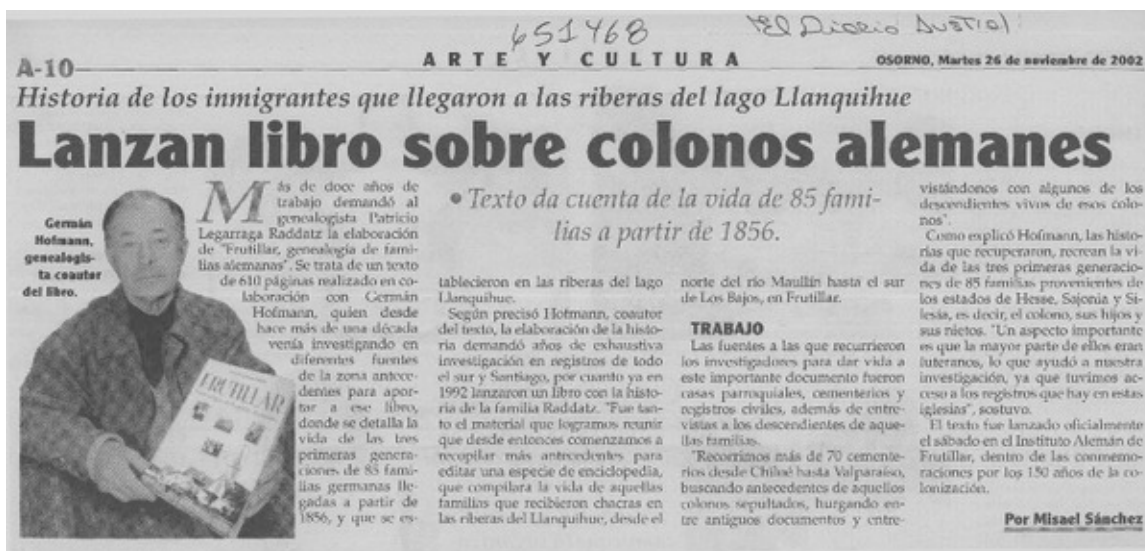 651468
"El Diario Austral
A-10
ARTE Y CULTURA
OSORNO, Martes 26 de noviembre de 2002
Historia de los inmigrantes que llegaron a las riberas del lago Llanquihue
Lanzan libro sobre colonos alemanes
Germán
Hofmann,
genealogis-
ta coautor
del libro.
FRUTILLAR
Más de doce años de
trabajo demandó al
genealogista Patricio
Legarraga Raddatz la elaboración
de "Frutillar, genealogía de fami-
lias alemanas". Se trata de un texto
de 610 páginas realizado en co-
laboración con Germán
Hofmann, quien desde
hace más de una década
venía investigando en
diferentes fuentes
de la zona antece-
dentes para apor-
tar a ese libro,
donde se detalla la
vida de las tres
primeras genera-
ciones de 85 fami-
lias germanas lle-
gadas a partir de
1856, y que se es-
• Texto da cuenta de la vida de 85 fami-
lias a partir de 1856.
tablecieron en las riberas del lago
Llanquihue.
Según precisó Hofmann, coautor
del texto, la elaboración de la histo-
ria demandó años de exhaustiva
investigación en registros de todo
el sur y Santiago, por cuanto ya en
1992 lanzaron un libro con la histo-
ria de la familia Raddatz. "Fue tan-
to el material que logramos reunir
que desde entonces comenzamos a
recopilar más antecedentes para
editar una especie de enciclopedia,
que compilara la vida de aquellas
familias que recibieron chacras en
las riberas del Llanquihue, desde el
norte del río Maullín hasta el sur
de Los Bajos, en Frutillar.
TRABAJO
Las fuentes a las que recurrieron
los investigadores para dar vida a
este importante documento fueron
casas parroquiales, cementerios y
registros civiles, además de entre-
vistas a los descendientes de aque-
llas familias.
"Recorrimos más de 70 cemente-
rios desde Chiloé hasta Valparaíso,
buscando antecedentes de aquellos
colonos sepultados, hurgando en-
tre antiguos documentos y entre-
vistándonos con algunos de los
descendientes vivos de esos colo-
nos".
Como explicó Hofmann, las histo-
rias que recuperaron, recrean la vi-
da de las tres primeras generacio-
nes de 85 familias provenientes de
los estados de Hesse, Sajonia y Si-
lesia, es decir, el colono, sus hijos y
sus nietos. "Un aspecto importante
es que la mayor parte de ellos eran
luteranos, lo que ayudó a nuestra
investigación, ya que tuvimos ac-
ceso a los registros que hay en estas
iglesias", sostuvo.
El texto fue lanzado oficialmente
el sábado en el Instituto Alemán de
Frutillar, dentro de las conmemo-
raciones por los 150 años de la co-
lonización.
Por Misael Sánchez